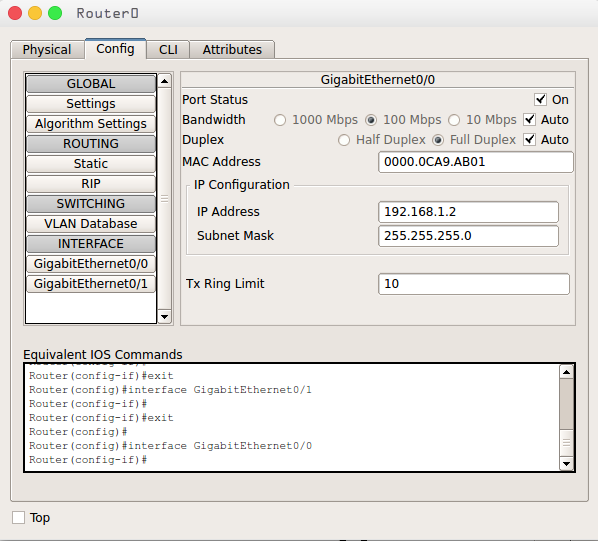 Router0
Physical Config CLI Attributes
GLOBAL
Settings
Algorithm Settings
ROUTING
Static
RIP
SWITCHING
VLAN Database
INTERFACE
GigabitEthernet0/0
GigabitEthernet0/1
GigabitEthernet0/0
Port Status On
Bandwidth 1000 Mbps 100 Mbps 10 Mbps Auto
Duplex Half Duplex Full Duplex Auto
MAC Address 0000.0CA9.AB01
IP Configuration
IP Address 192.168.1.2
Subnet Mask 255.255.255.0
Tx Ring Limit 10
Equivalent IOS Commands
Router(config-if)#
Router(config-if)#exit
Router(config)#interface GigabitEthernet0/1
Router(config-if)#
Router(config-if)#exit
Router(config)#
Router(config)#interface GigabitEthernet0/0
Router(config-if)#
Top